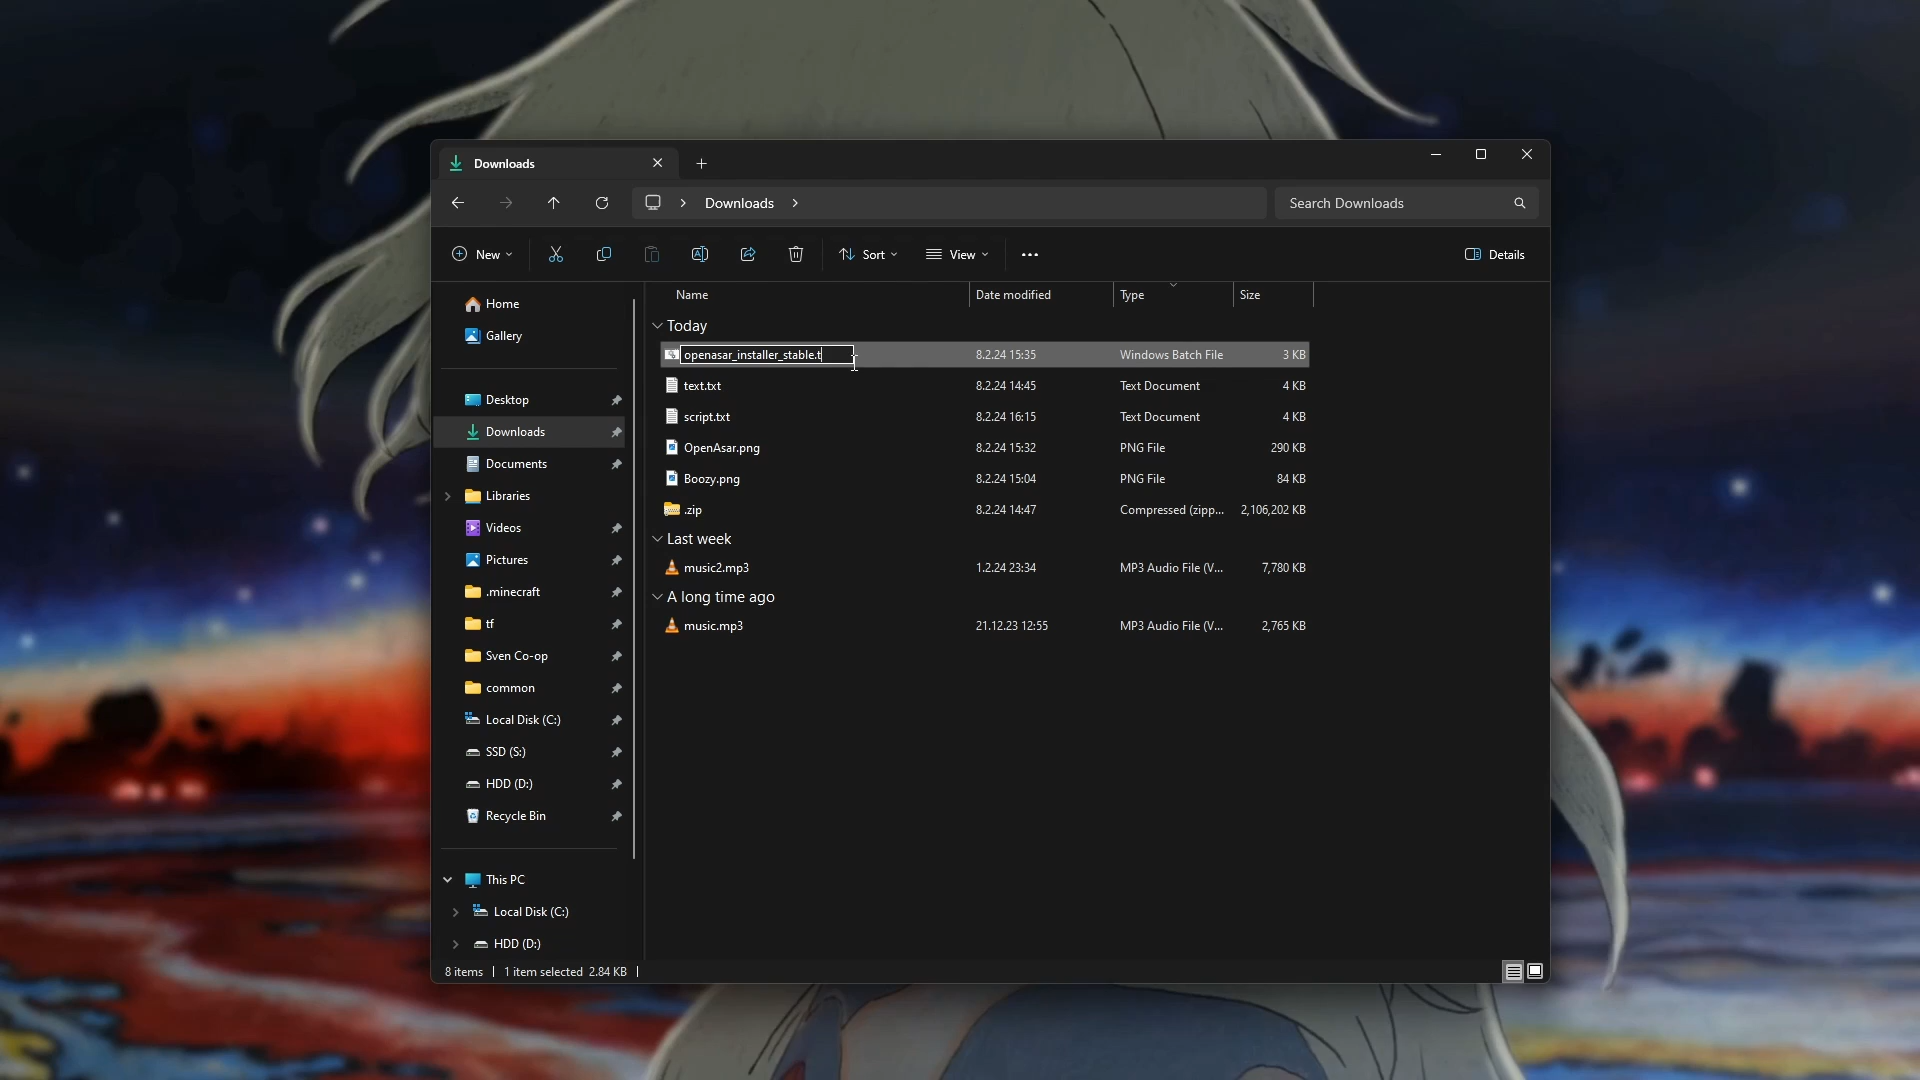 Downloads
Downloads
Search Downloads
New
Sort
View
Details
Home
Gallery
Desktop
Downloads
Documents
Libraries
Videos
Pictures
.minecraft
tf
Sven Co-op
common
Local Disk (C:)
SSD (S:)
HDD (D:)
Recycle Bin
This PC
Local Disk (C:)
HDD (D:)
Name Date modified Type Size
Today
openasar_installer_stable.t 8.2.24 15:35 Windows Batch File 3 KB
text.txt 8.2.24 14:45 Text Document 4 KB
script.txt 8.2.24 16:15 Text Document 4 KB
OpenAsar.png 8.2.24 15:32 PNG File 290 KB
Boozy.png 8.2.24 15:04 PNG File 84 KB
.zip 8.2.24 14:47 Compressed (zipp... 2,106,202 KB
Last week
music2.mp3 1.2.24 23:34 MP3 Audio File (V... 7,780 KB
A long time ago
music.mp3 21.12.23 12:55 MP3 Audio File (V... 2,765 KB
8 items 1 item selected 2.84 KB